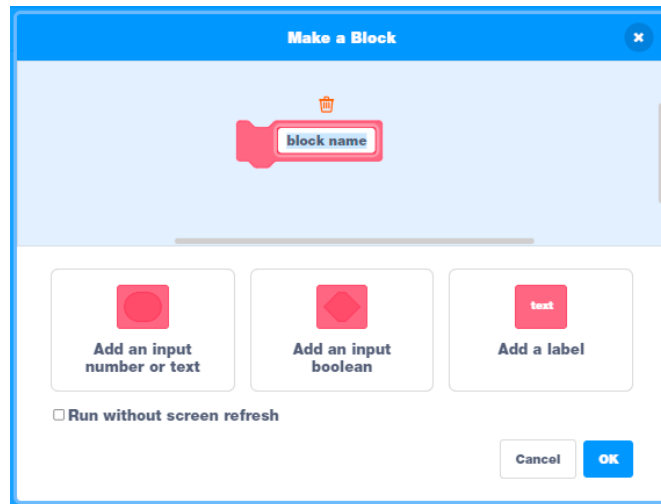 Make a Block
block name
text
Add an input
number or text
Add an input
boolean
Add a label
Run without screen refresh
Cancel
OK